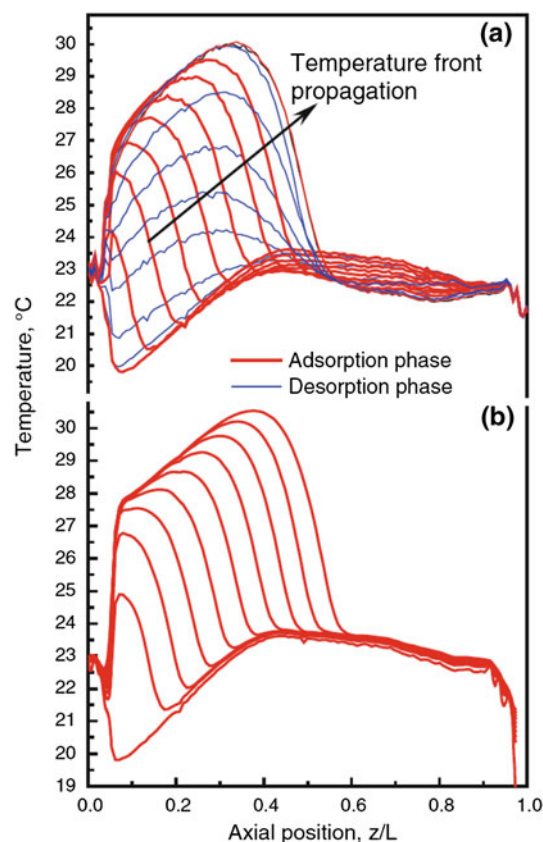 (a)
Temperature front
propagation
Adsorption phase
Desorption phase
30
29
28
27
26
25
24
23
22
21
20
Temperature, °C
(b)
30
29
28
27
26
25
24
23
22
21
20
19
0.0 0.2 0.4 0.6 0.8 1.0
Axial position, z/L